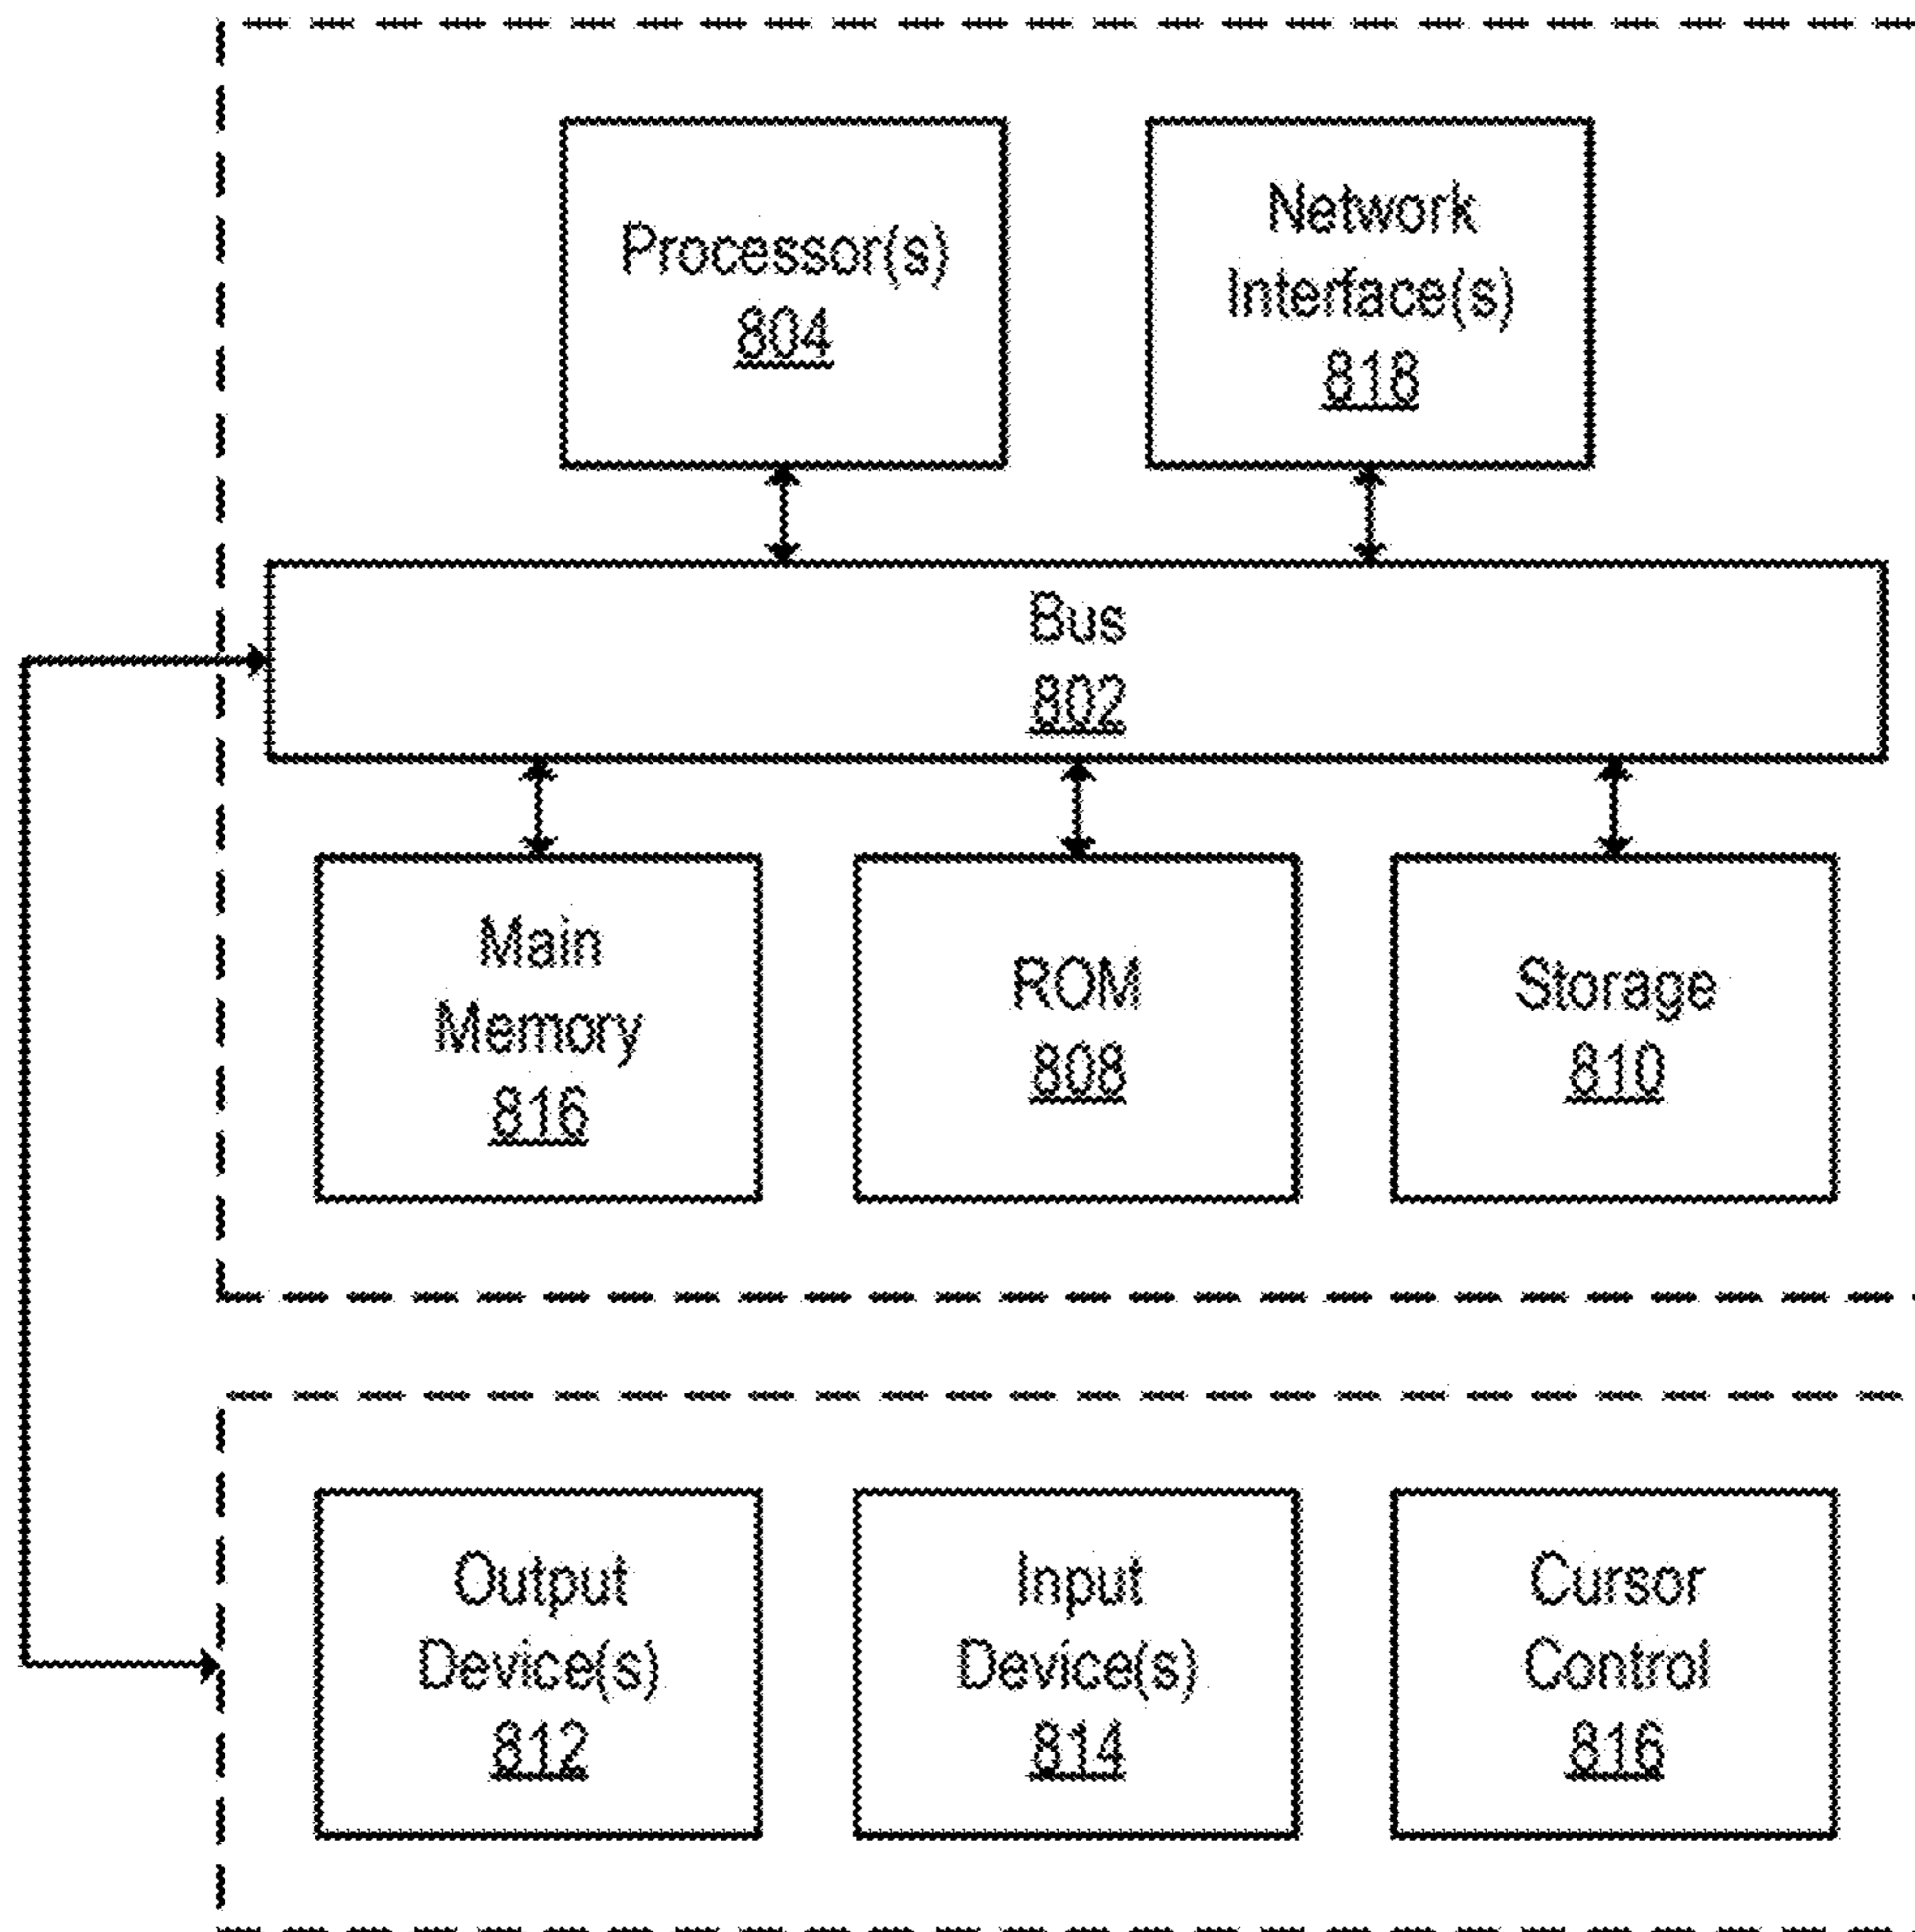 Processor(s)
804
Network
Interface(s)
818
Bus
802
Main
Memory
816
ROM
808
Storage
810
Output
Device(s)
812
Input
Device(s)
814
Cursor
Control
816